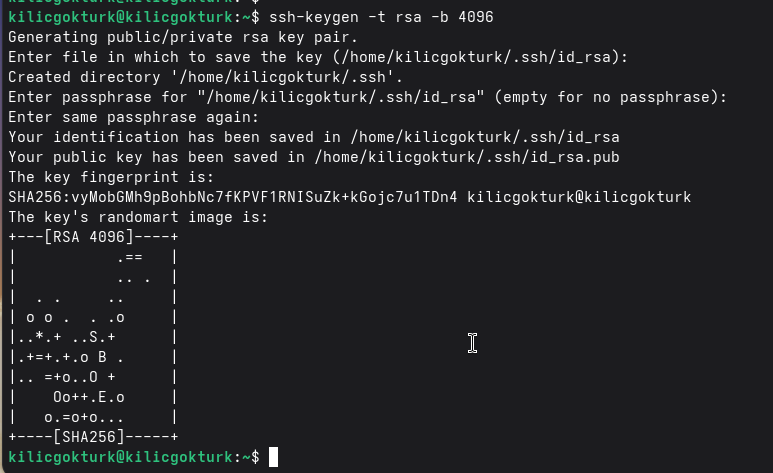 kilicgokturk@kilicgokturk:~$ ssh-keygen -t rsa -b 4096
Generating public/private rsa key pair.
Enter file in which to save the key (/home/kilicgokturk/.ssh/id_rsa):
Created directory '/home/kilicgokturk/.ssh'.
Enter passphrase for "/home/kilicgokturk/.ssh/id_rsa" (empty for no passphrase):
Enter same passphrase again:
Your identification has been saved in /home/kilicgokturk/.ssh/id_rsa
Your public key has been saved in /home/kilicgokturk/.ssh/id_rsa.pub
The key fingerprint is:
SHA256:vyMobGMh9pBohbNc7fKPVF1RNISuZk+kGojc7u1TDn4 kilicgokturk@kilicgokturk
The key's randomart image is:
+---[RSA 4096]----+
|           .==   |
|           .. .  |
|  . .     ..     |
| o o .  . .o     |
|..*.+ ..S.+      |
|.+=+.+.o B .     |
|.. =+o..O +      |
|    Oo++.E.o     |
|   o.=o+o...     |
+----[SHA256]-----+
kilicgokturk@kilicgokturk:~$